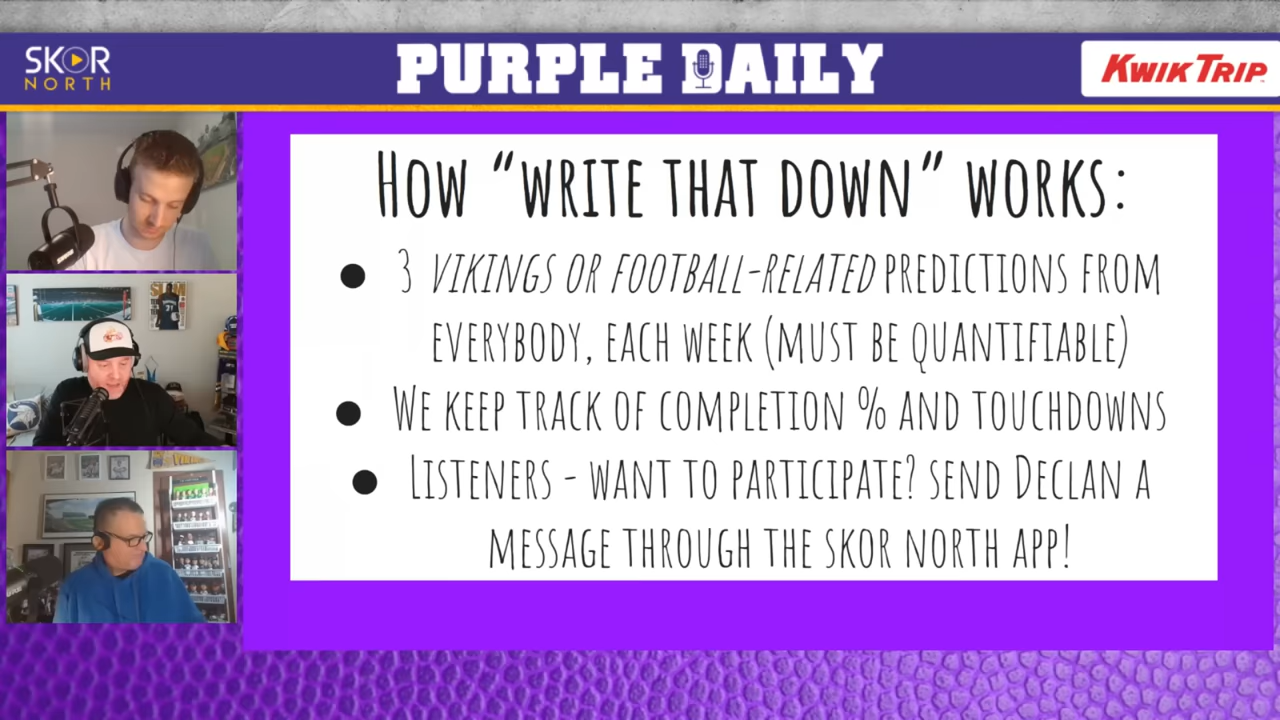 SKOR
NORTH
PURPLE DAILY
KWIK TRIP
HOW “WRITE THAT DOWN” WORKS:
● 3 VIKINGS OR FOOTBALL-RELATED PREDICTIONS FROM
EVERYBODY, EACH WEEK (MUST BE QUANTIFIABLE)
● WE KEEP TRACK OF COMPLETION % AND TOUCHDOWNS
● LISTENERS - WANT TO PARTICIPATE? SEND DECLAN A
MESSAGE THROUGH THE SKOR NORTH APP!